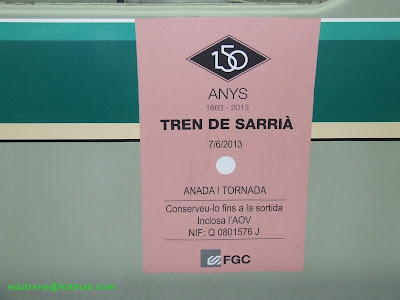 150
ANYS
1863 - 2013
TREN DE SARRIÀ
7/6/2013
ANADA I TORNADA
Conserveu-lo fins a la sortida
Inclosa l'AOV
NIF: Q 0801576 J
FGC
edutrens@hotmail.com